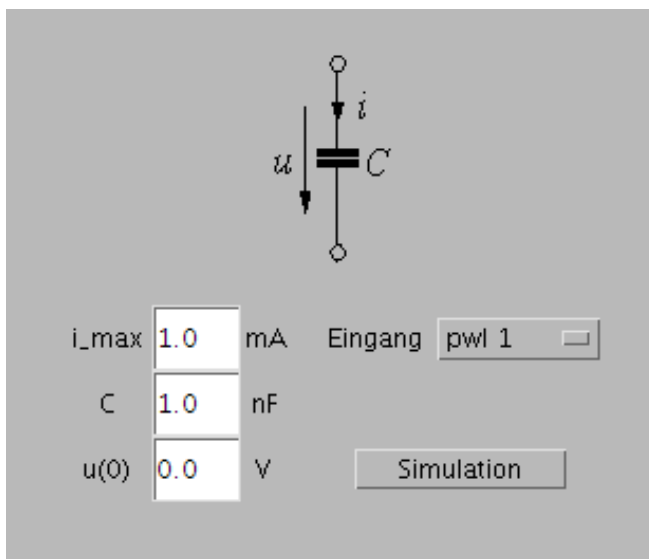 i
u C
i_max 1.0 mA Eingang pwl 1
C 1.0 nF
u(0) 0.0 V Simulation